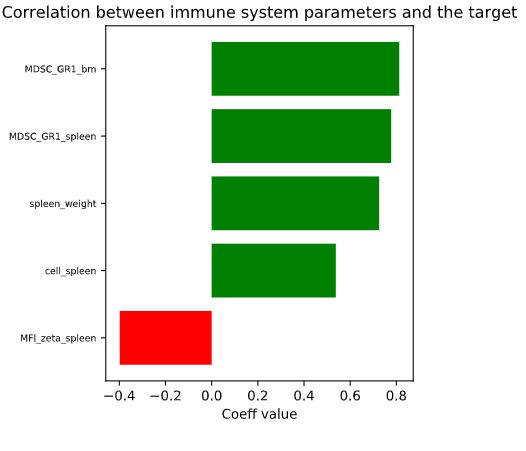 Correlation between immune system parameters and the target
MDSC_GR1_bm
MDSC_GR1_spleen
spleen_weight
cell_spleen
MFI_zeta_spleen
−0.4 −0.2 0.0 0.2 0.4 0.6 0.8
Coeff value